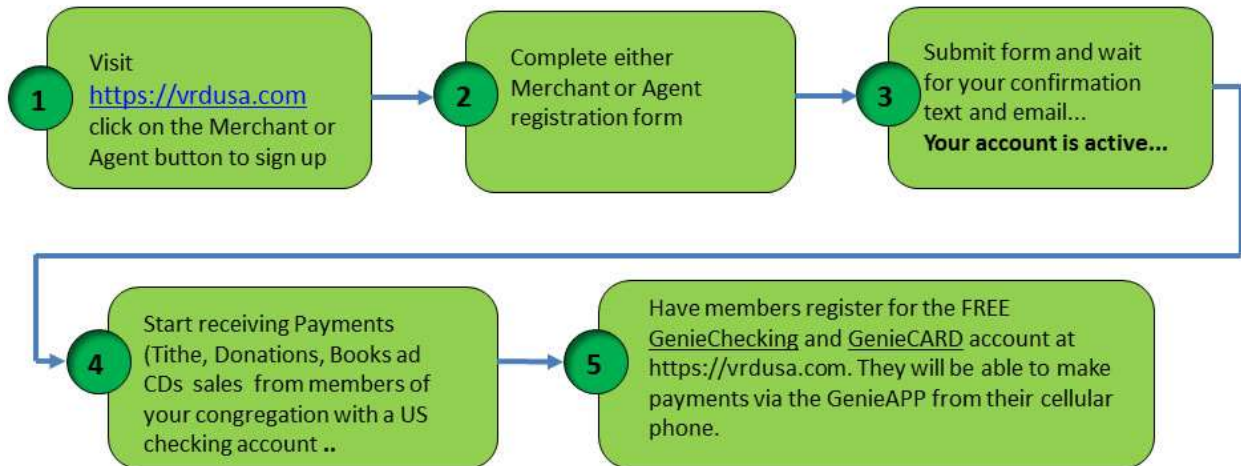 1
Visit
https://vrdusa.com
click on the Merchant or
Agent button to sign up
2
Complete either
Merchant or Agent
registration form
3
Submit form and wait
for your confirmation
text and email...
Your account is active...
4
Start receiving Payments
(Tithe, Donations, Books ad
CDs sales from members of
your congregation with a US
checking account ..
5
Have members register for the FREE
GenieChecking and GenieCARD account at
https://vrdusa.com. They will be able to make
payments via the GenieAPP from their cellular
phone.